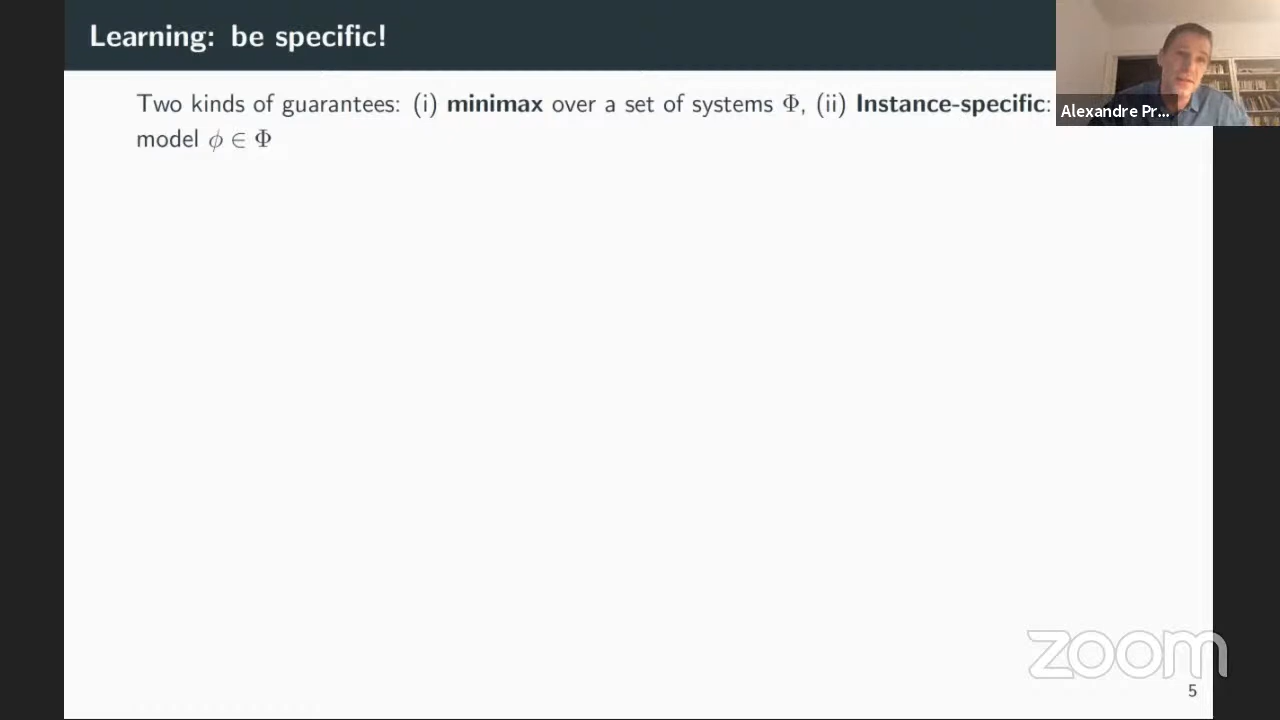 Learning: be specific!
Two kinds of guarantees: (i) minimax over a set of systems Φ, (ii) Instance-specific:
model ϕ ∈ Φ
Alexandre Pr...
zoom
5